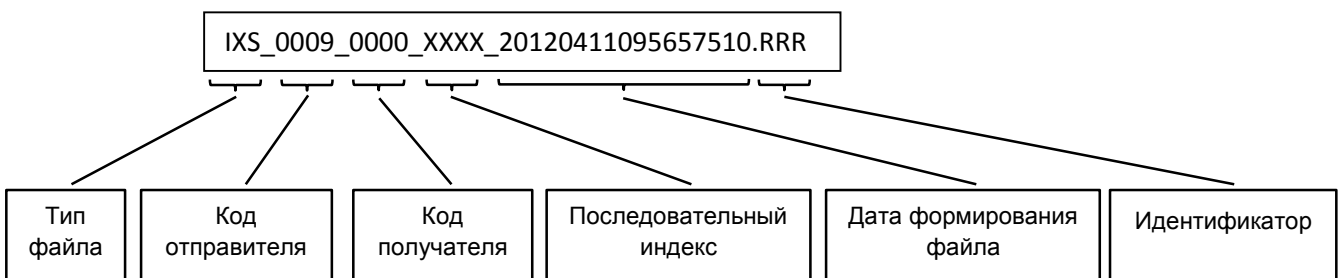 IXS_0009_0000_XXXX_20120411095657510.RRR
Тип
файла
Код
отправителя
Код
получателя
Последовательный
индекс
Дата формирования
файла
Идентификатор